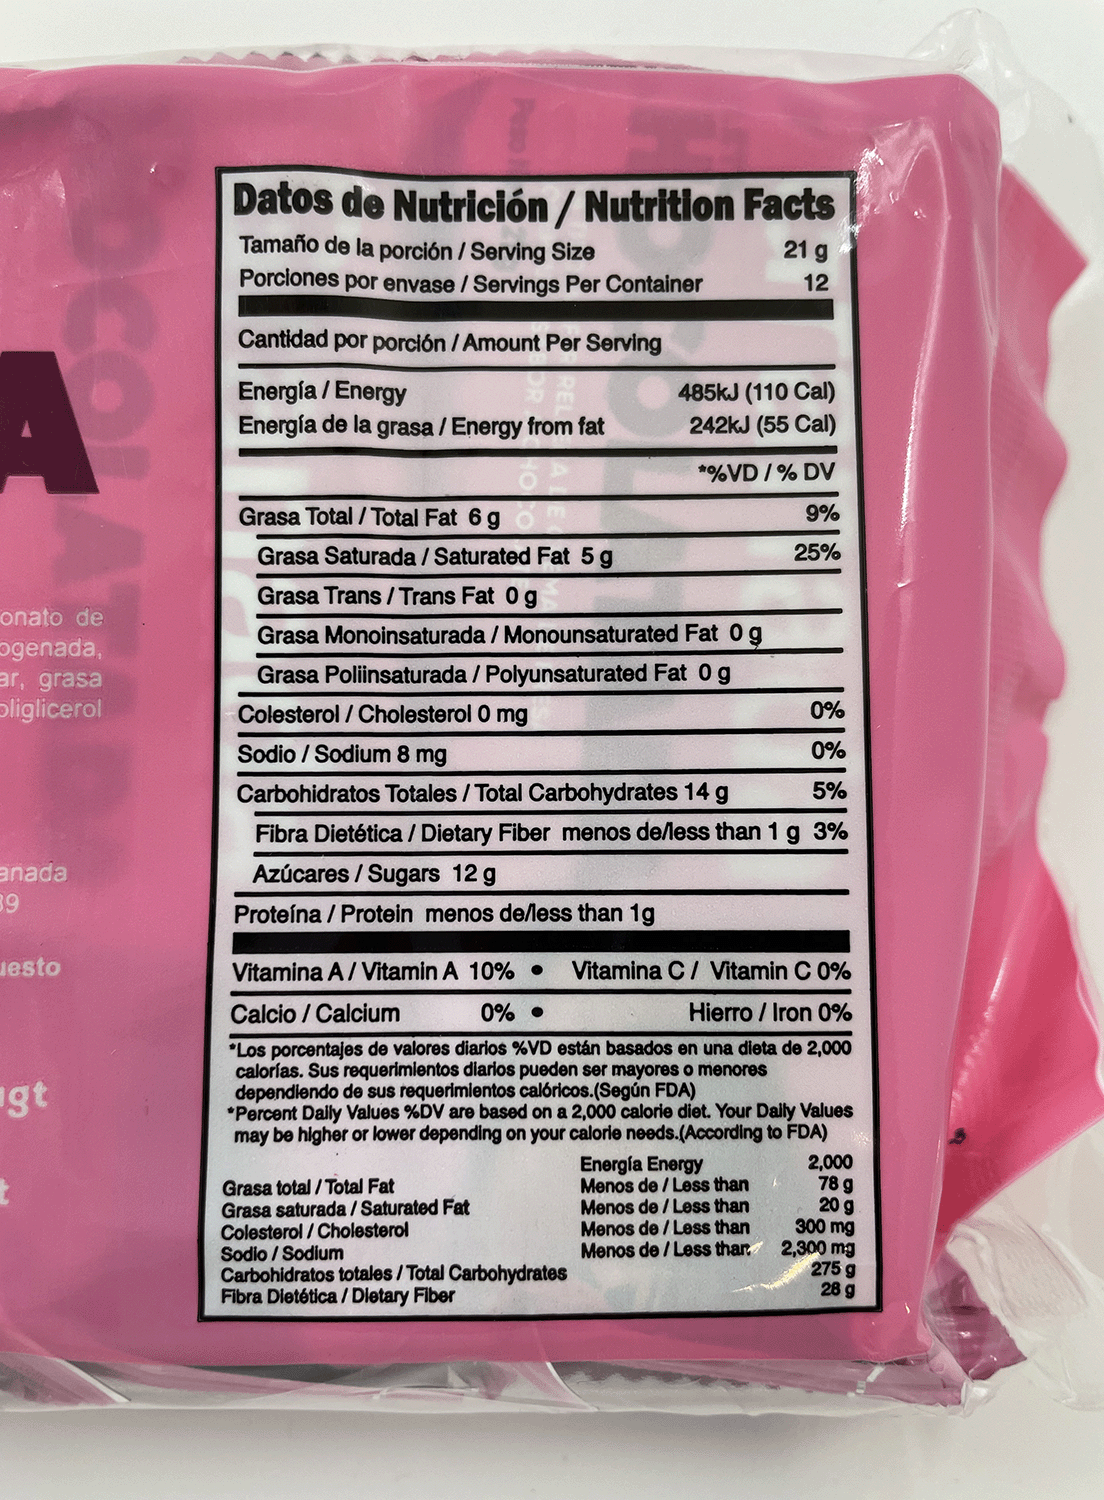 Datos de Nutrición / Nutrition Facts
Tamaño de la porción / Serving Size 21 g
Porciones por envase / Servings Per Container 12
Cantidad por porción / Amount Per Serving
Energía / Energy 485kJ (110 Cal)
Energía de la grasa / Energy from fat 242kJ (55 Cal)
*%VD / % DV
Grasa Total / Total Fat 6 g 9%
Grasa Saturada / Saturated Fat 5 g 25%
Grasa Trans / Trans Fat 0 g
Grasa Monoinsaturada / Monounsaturated Fat 0 g
Grasa Poliinsaturada / Polyunsaturated Fat 0 g
Colesterol / Cholesterol 0 mg 0%
Sodio / Sodium 8 mg 0%
Carbohidratos Totales / Total Carbohydrates 14 g 5%
Fibra Dietética / Dietary Fiber menos de/less than 1 g 3%
Azúcares / Sugars 12 g
Proteína / Protein menos de/less than 1g
Vitamina A / Vitamin A 10% • Vitamina C / Vitamin C 0%
Calcio / Calcium 0% • Hierro / Iron 0%
*Los porcentajes de valores diarios %VD están basados en una dieta de 2,000
calorías. Sus requerimientos diarios pueden ser mayores o menores
dependiendo de sus requerimientos calóricos.(Según FDA)
*Percent Daily Values %DV are based on a 2,000 calorie diet. Your Daily Values
may be higher or lower depending on your calorie needs.(According to FDA)
Energía Energy 2,000
Grasa total / Total Fat Menos de / Less than 78 g
Grasa saturada / Saturated Fat Menos de / Less than 20 g
Colesterol / Cholesterol Menos de / Less than 300 mg
Sodio / Sodium Menos de / Less than 2,300 mg
Carbohidratos totales / Total Carbohydrates 275 g
Fibra Dietética / Dietary Fiber 28 g
A
onato de
ogenada,
ar, grasa
oliglicerol
anada
39
uesto
ugt
t